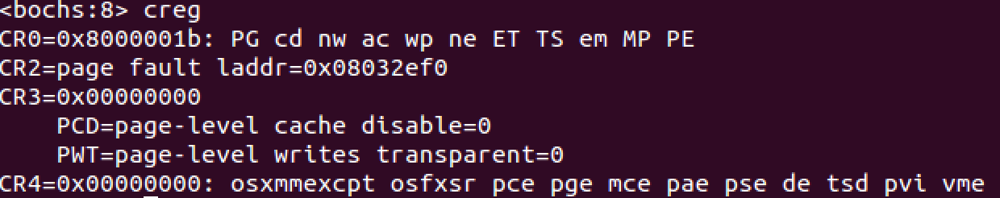 <bochs:8> creg
CR0=0x8000001b: PG cd nw ac wp ne ET TS em MP PE
CR2=page fault laddr=0x08032ef0
CR3=0x00000000
PCD=page-level cache disable=0
PWT=page-level writes transparent=0
CR4=0x00000000: osxmmexcpt osfxsr pce pge mce pae pse de tsd pvi vme